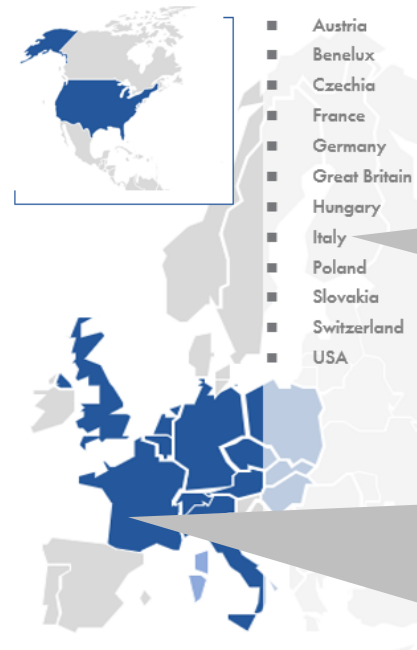 Austria
Benelux
Czechia
France
Germany
Great Britain
Hungary
Italy
Poland
Slovakia
Switzerland
USA